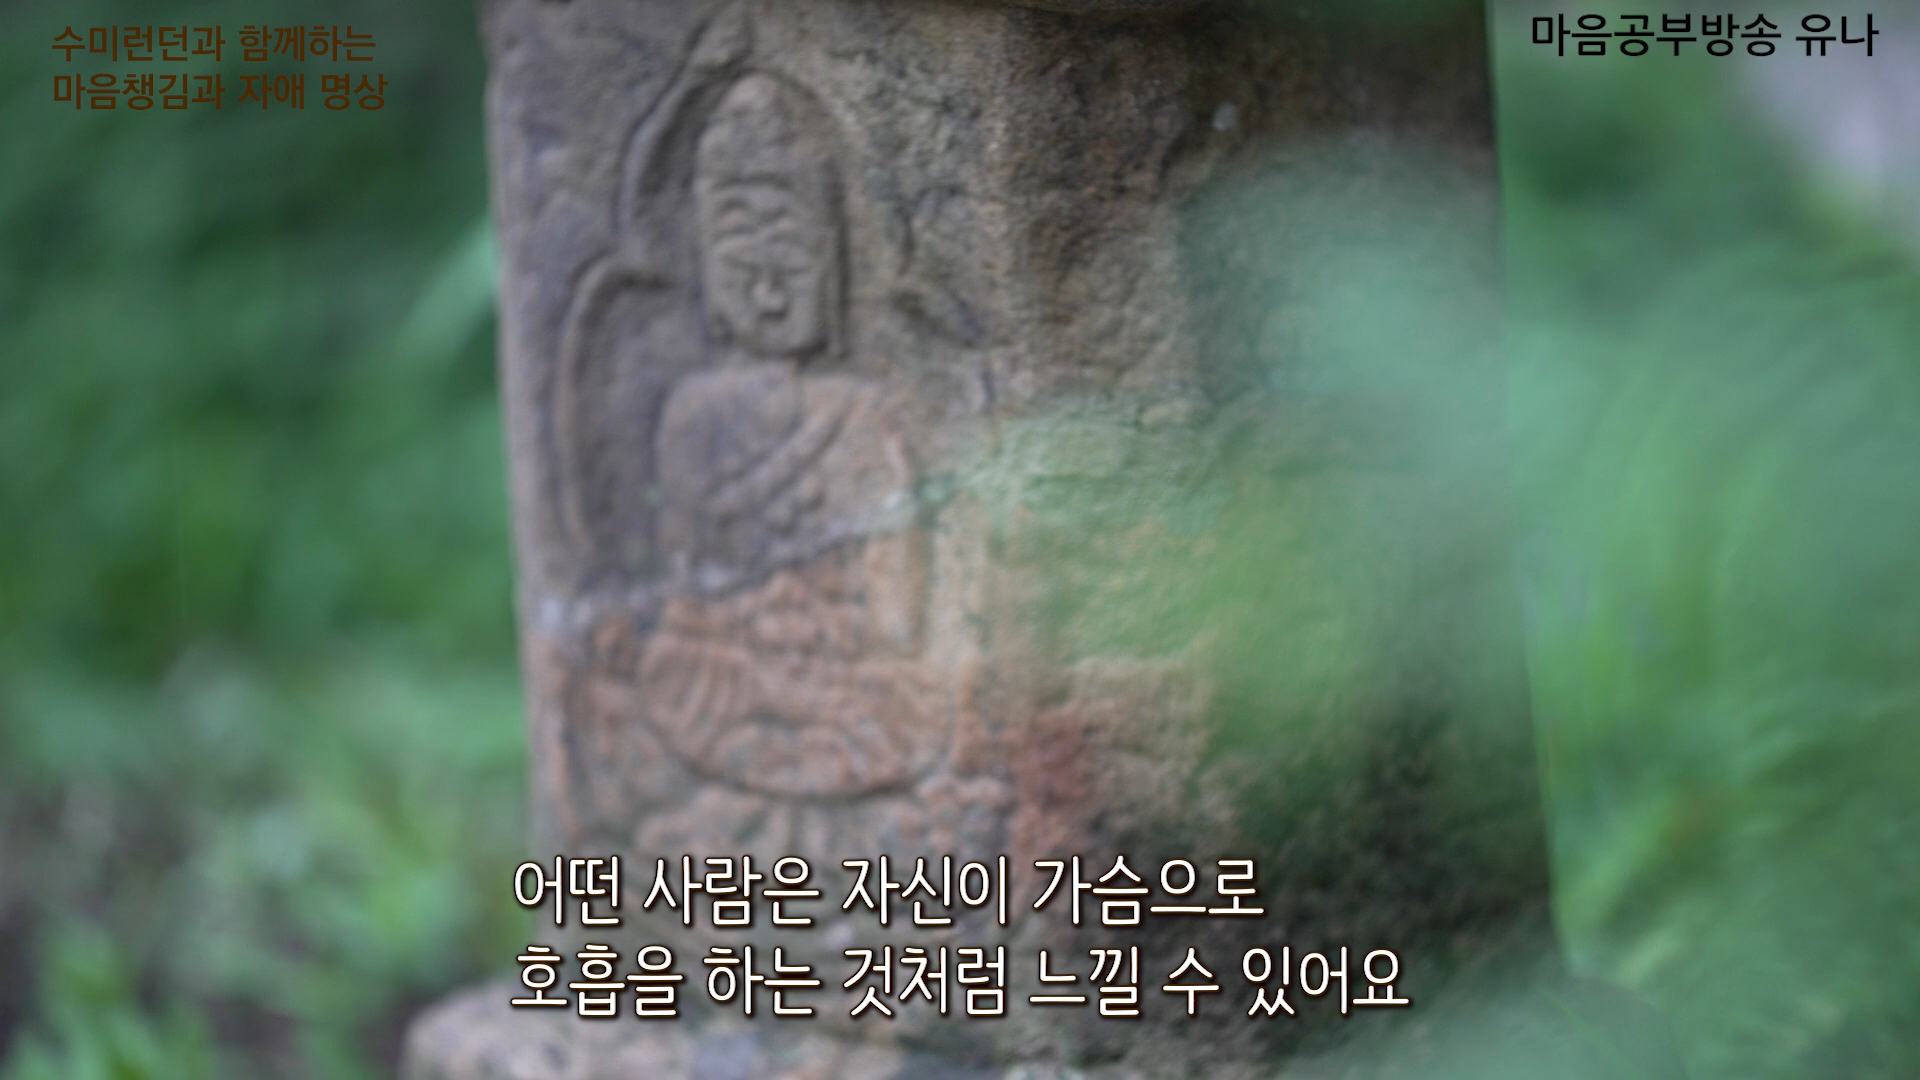 수미런던과 함께하는
마음챙김과 자애 명상
마음공부방송 유나
어떤 사람은 자신이 가슴으로
호흡을 하는 것처럼 느낄 수 있어요